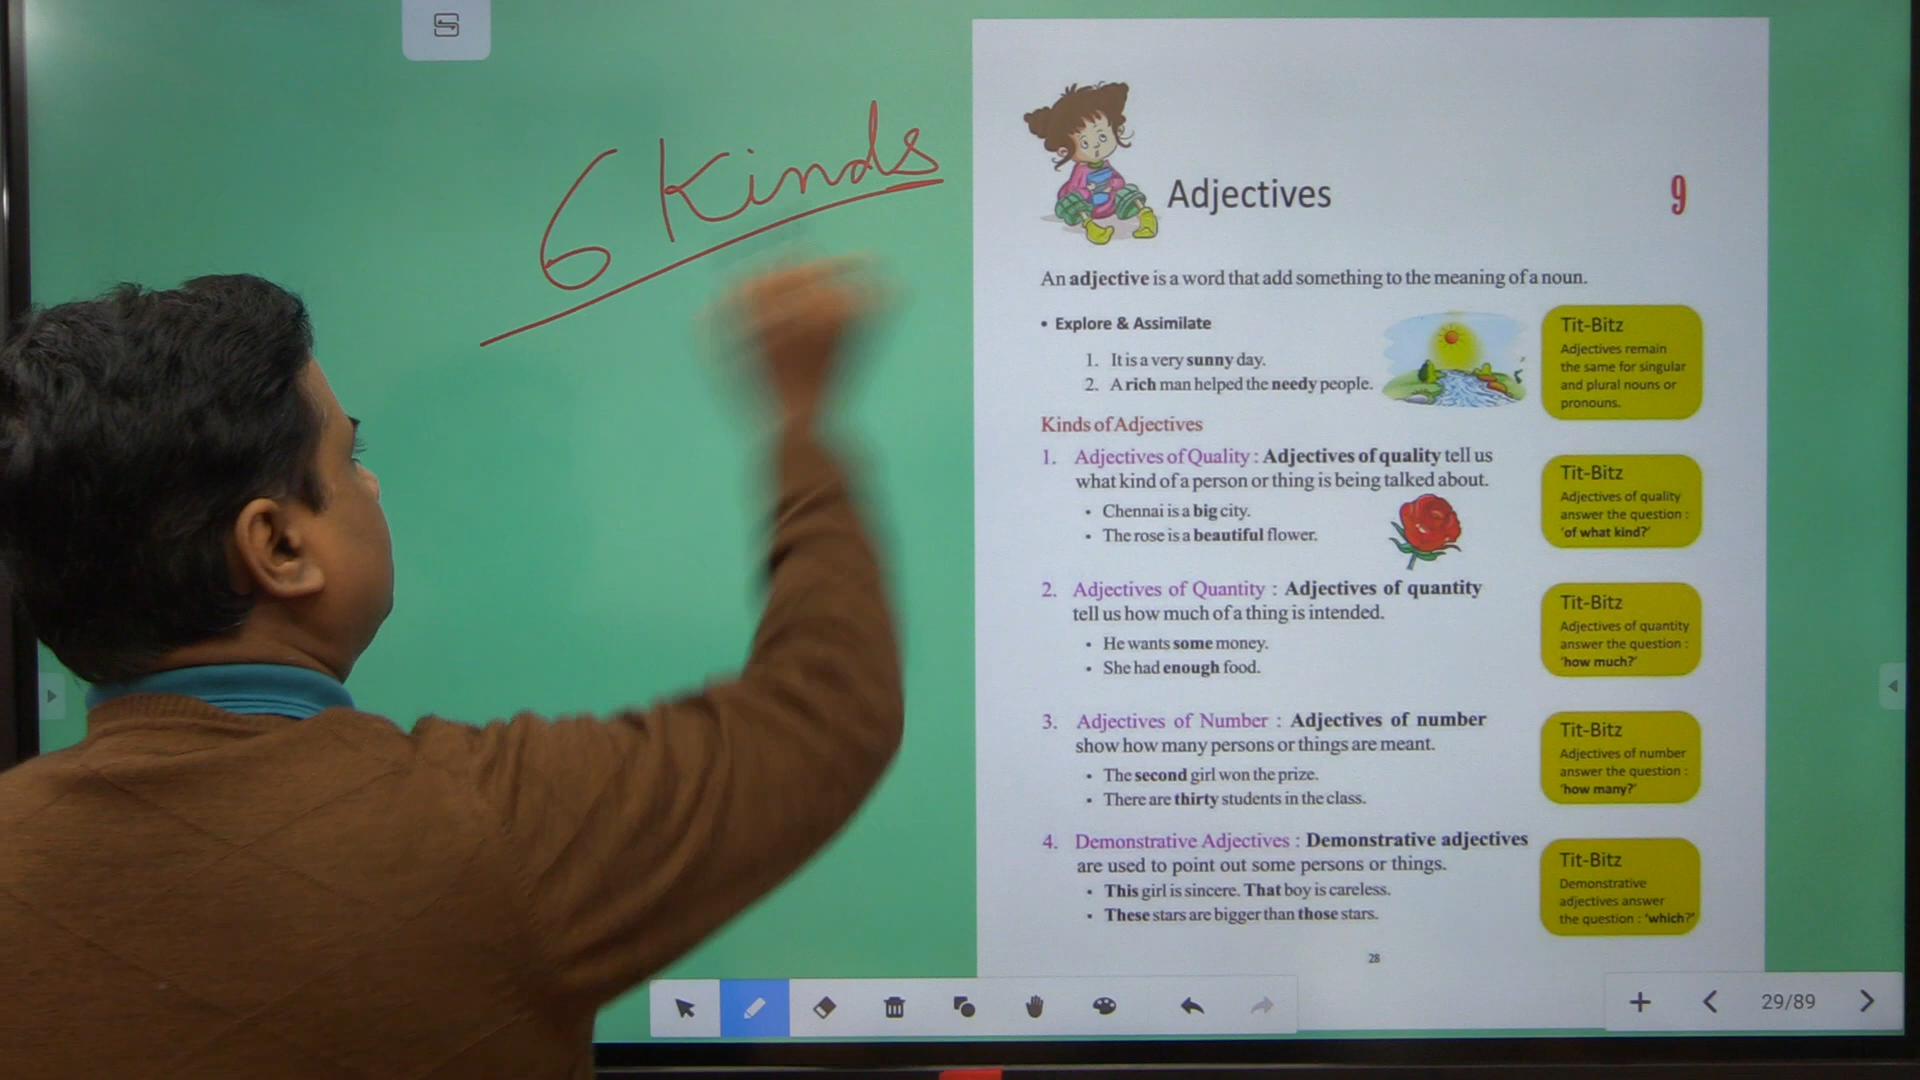 6 Kinds
Adjectives
9
An adjective is a word that add something to the meaning of a noun.
• Explore & Assimilate
1. It is a very sunny day.
2. A rich man helped the needy people.
Tit-Bitz
Adjectives remain
the same for singular
and plural nouns or
pronouns.
Kinds of Adjectives
1. Adjectives of Quality : Adjectives of quality tell us
what kind of a person or thing is being talked about.
• Chennai is a big city.
• The rose is a beautiful flower.
Tit-Bitz
Adjectives of quality
answer the question :
'of what kind?'
2. Adjectives of Quantity : Adjectives of quantity
tell us how much of a thing is intended.
• He wants some money.
• She had enough food.
Tit-Bitz
Adjectives of quantity
answer the question :
'how much?'
3. Adjectives of Number : Adjectives of number
show how many persons or things are meant.
• The second girl won the prize.
• There are thirty students in the class.
Tit-Bitz
Adjectives of number
answer the question :
'how many?'
4. Demonstrative Adjectives : Demonstrative adjectives
are used to point out some persons or things.
• This girl is sincere. That boy is careless.
• These stars are bigger than those stars.
Tit-Bitz
Demonstrative
adjectives answer
the question : 'which?'
28
29/89